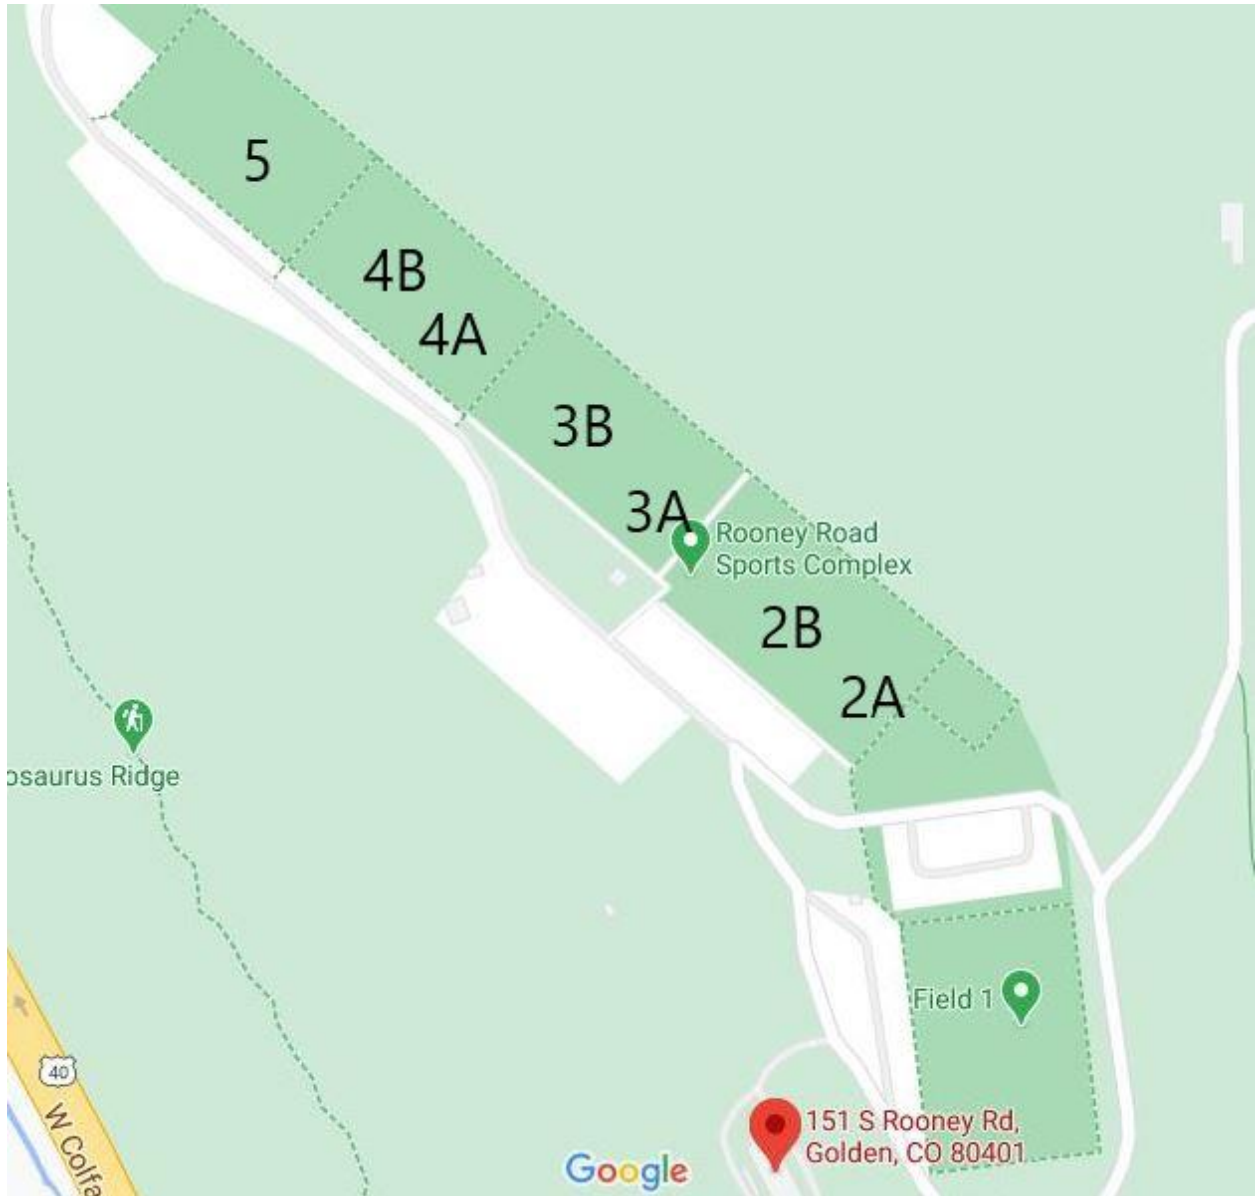 5
4B
4A
3B
3A
Rooney Road
Sports Complex
2B
2A
osaurus Ridge
Field 1
40
W Colfa
151 S Rooney Rd,
Golden, CO 80401
Google